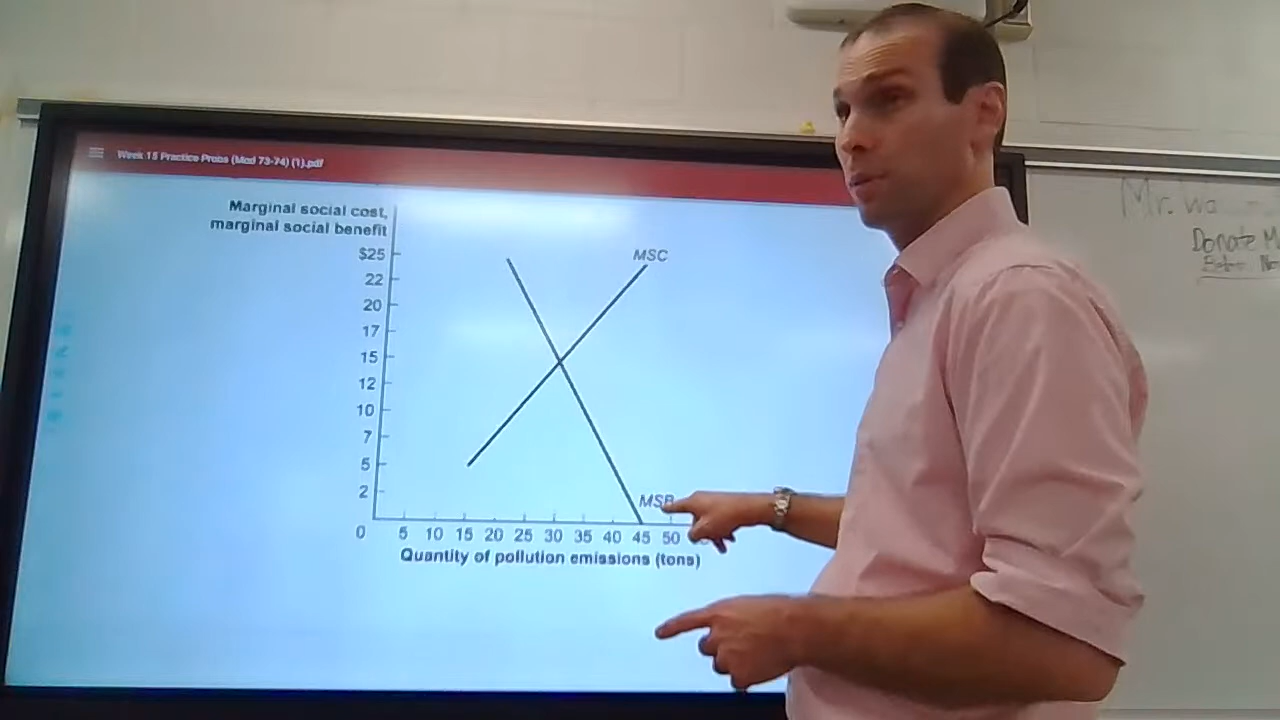 Week 15 Practice Probs (Mod 73-74) (1).pdf
Marginal social cost,
marginal social benefit
$25
22
20
17
15
12
10
7
5
2
MSC
MSB
0 5 10 15 20 25 30 35 40 45 50
Quantity of pollution emissions (tons)
Mr. Wa
Donate M